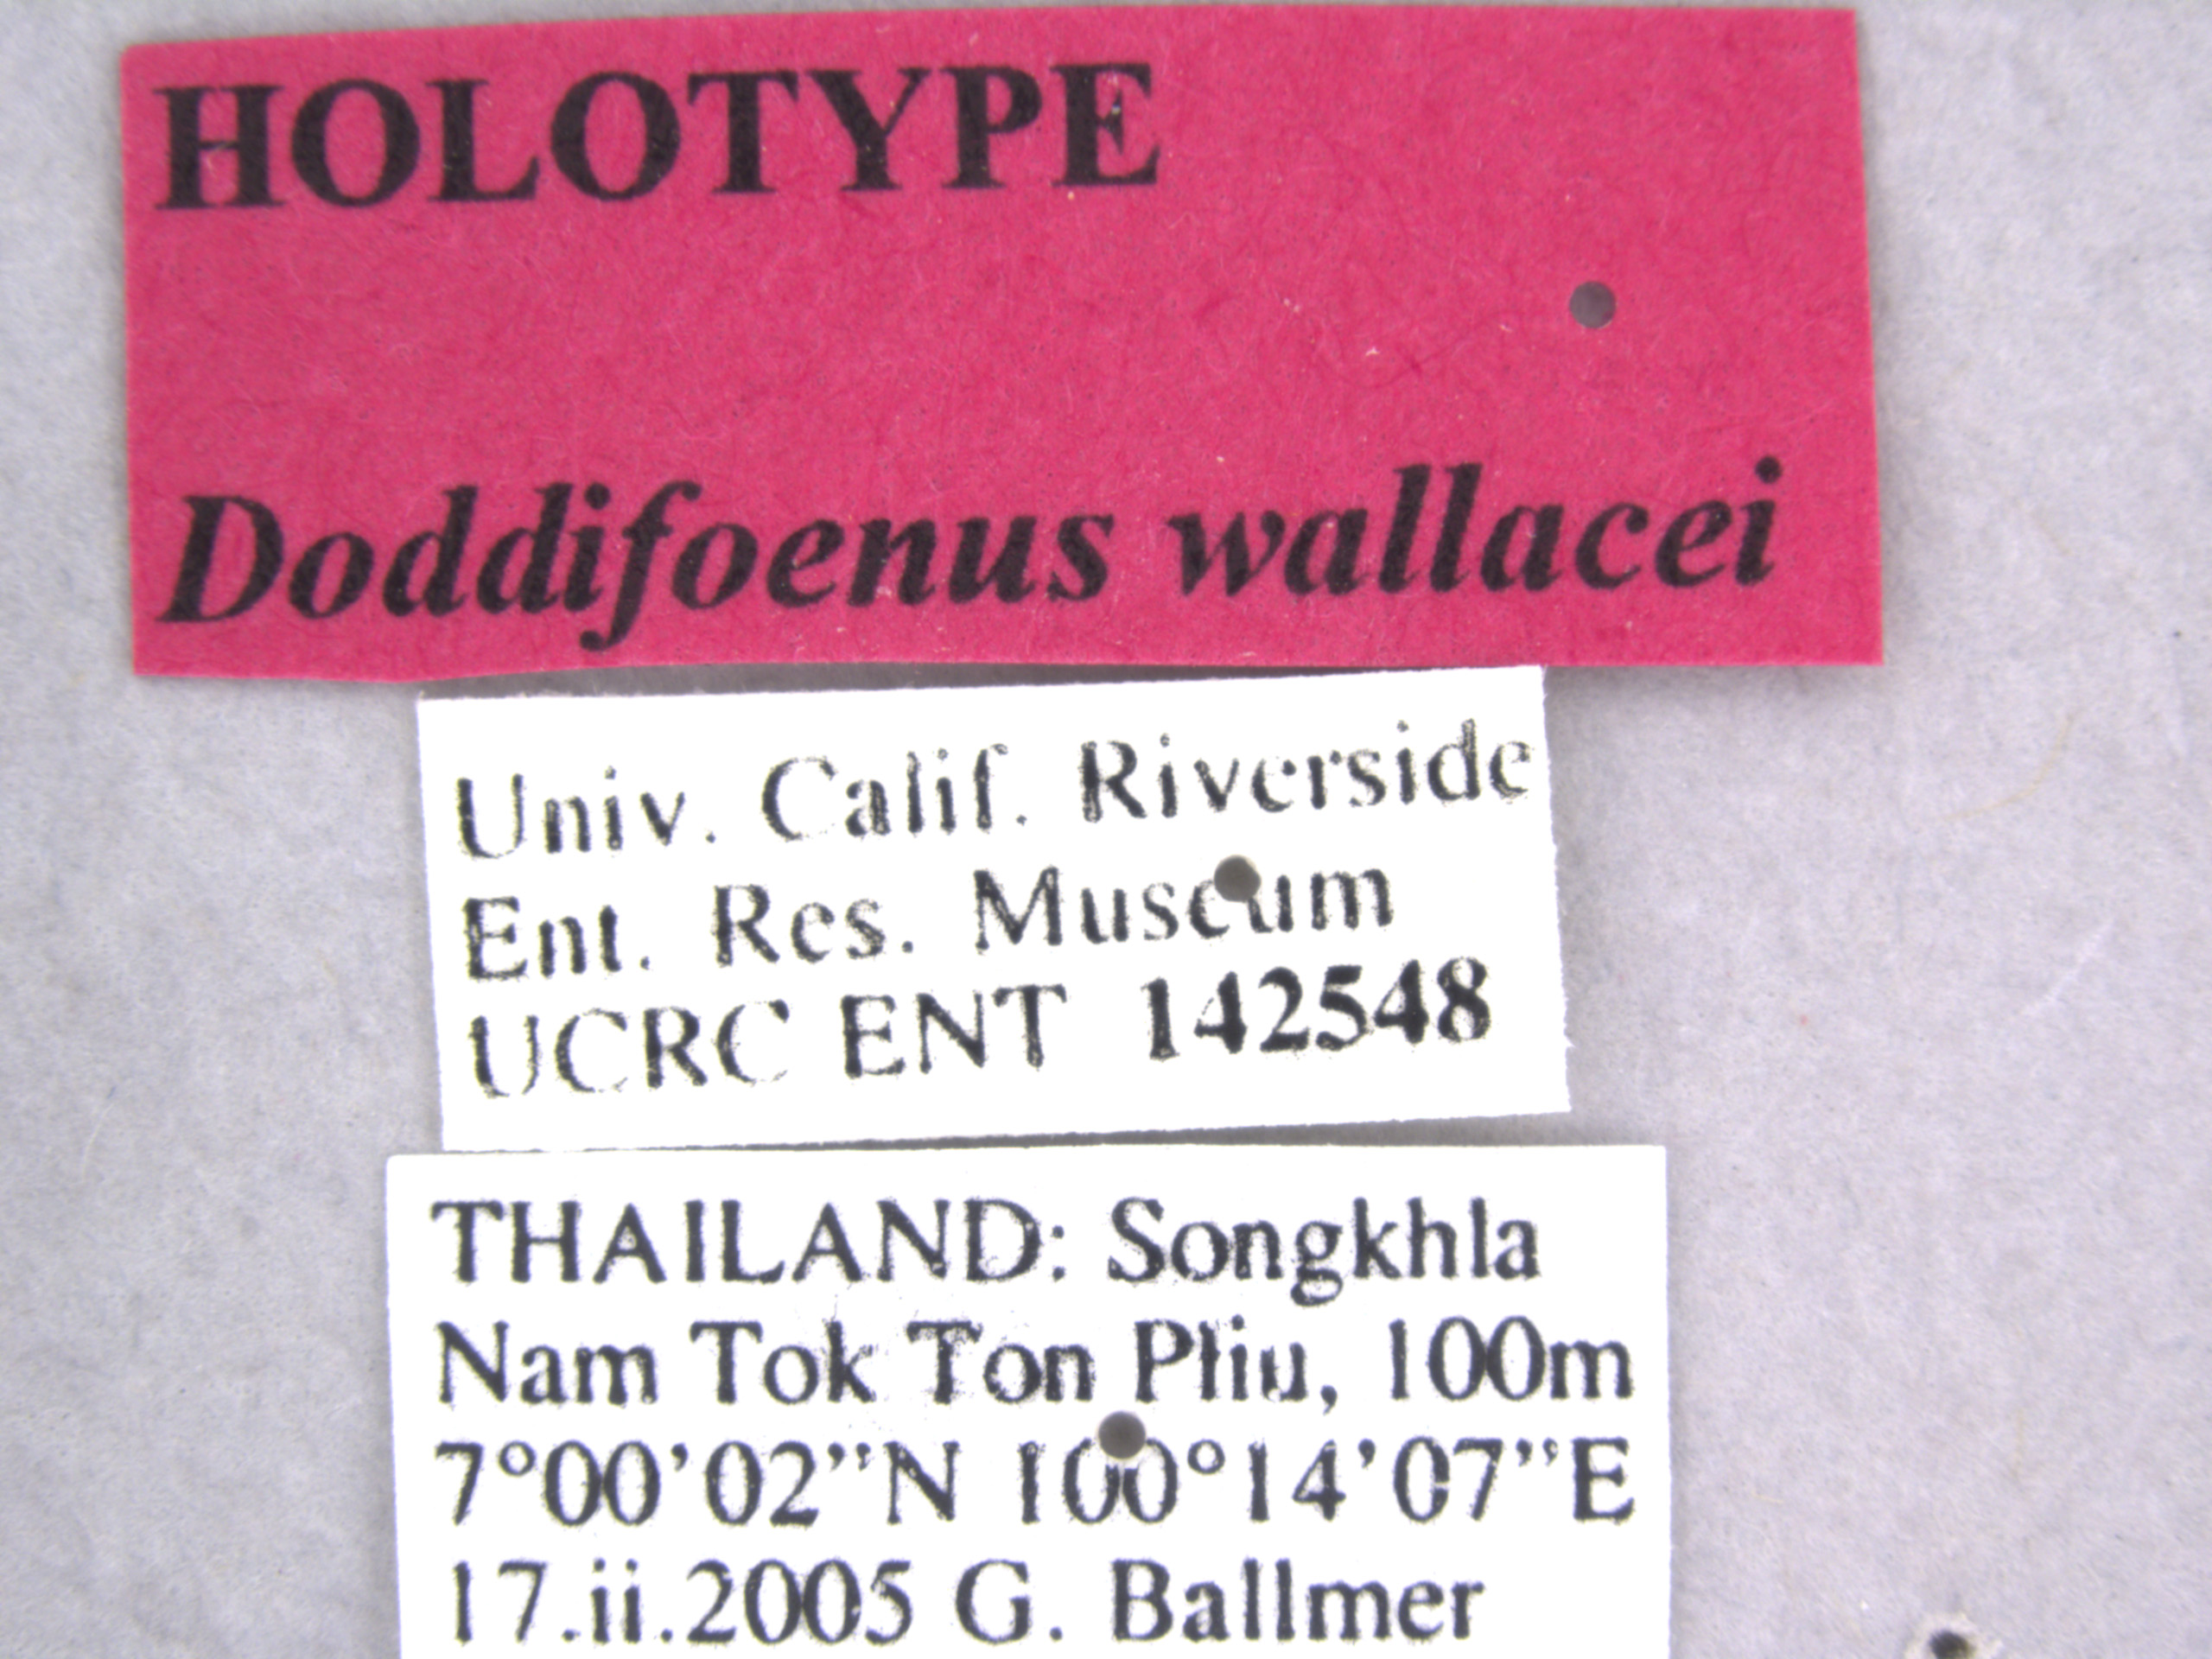 HOLOTYPE
Doddifoenus wallacei
Univ. Calif. Riverside
Ent. Res. Museum
UCRC ENT 142548
THAILAND: Songkhla
Nam Tok Ton Pliu, 100m
7°00’02”N 100°14’07”E
17.ii.2005 G. Ballmer